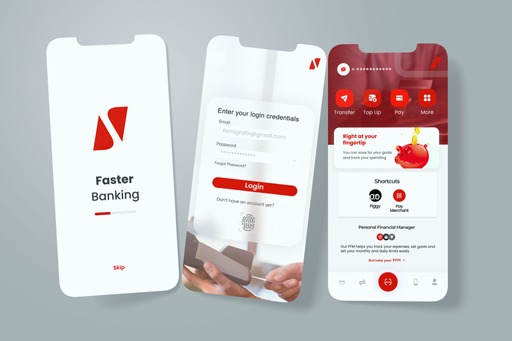 Faster
Banking
Skip
Enter your login credentials
Email
Password
Forgot Password?
Login
Don't have an account yet?
Transfer
Top Up
Pay
More
Right at your
fingertip
You can save for your goals
and track your spending
Shortcuts
Piggy
Pay
Merchant
Personal Financial Manager
Our PFM helps you track your expenses, set goals and
set your monthly and daily limits easily
Activate your PFM